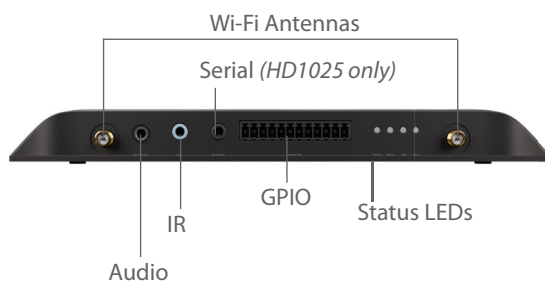 Wi-Fi Antennas
Serial (HD1025 only)
GPIO
Status LEDs
IR
Audio